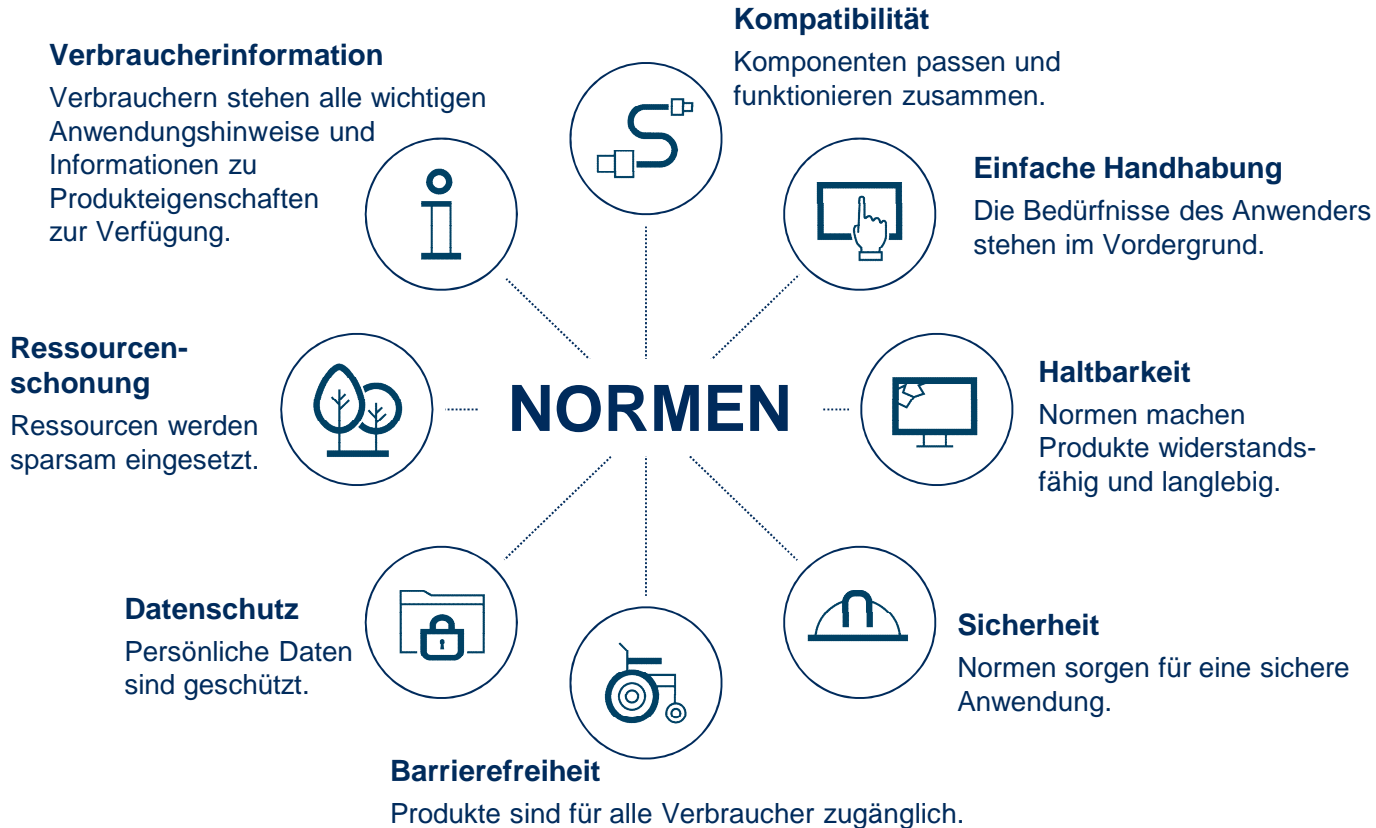 Kompatibilität
Komponenten passen und
funktionieren zusammen.
Verbraucherinformation
Verbrauchern stehen alle wichtigen
Anwendungshinweise und
Informationen zu
Produkteigenschaften
zur Verfügung.
Einfache Handhabung
Die Bedürfnisse des Anwenders
stehen im Vordergrund.
Ressourcen-
schonung
Ressourcen werden
sparsam eingesetzt.
NORMEN
Haltbarkeit
Normen machen
Produkte widerstands-
fähig und langlebig.
Datenschutz
Persönliche Daten
sind geschützt.
Sicherheit
Normen sorgen für eine sichere
Anwendung.
Barrierefreiheit
Produkte sind für alle Verbraucher zugänglich.